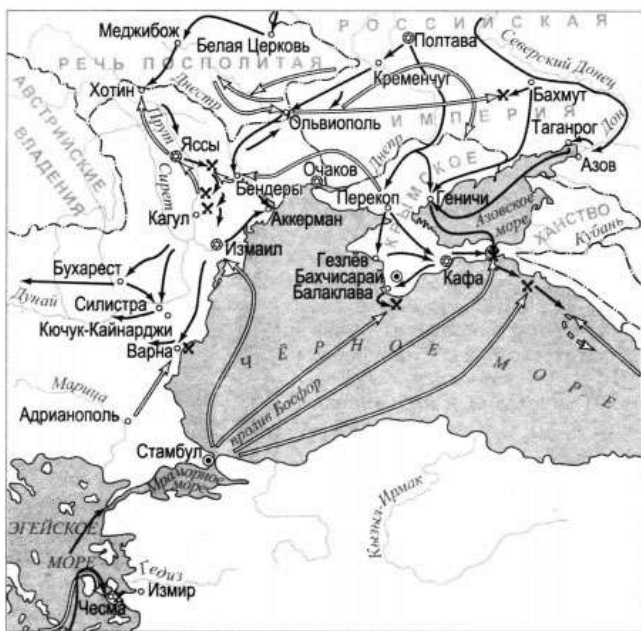 РОССИЙСКАЯ
ИМПЕРИЯ
Меджибож
Белая Церковь
Полтава
РЕЧЬ ПОСПОЛИТАЯ
Кременчуг
Северский Донец
Хотин
Днестр
Бахмут
АВСТРИЙСКИЕ
ВЛАДЕНИЯ
Ольвиополь
Прут
Таганрог
Дон
Яссы
Очаков
Днепр
Азов
Сирет
Бендеры
Перекоп
Геничи
КРЫМСКОЕ
ХАНСТВО
Кагул
Аккерман
Азовское
море
Кубань
Измаил
Гезлёв
Бухарест
Бахчисарай
Кафа
Дунай
Силистра
Балаклава
Кючук-Кайнарджи
Варна
ЧЁРНОЕ МОРЕ
Марица
Адрианополь
пролив Босфор
Стамбул
Мраморное
море
Кызыл-Ирмак
ЭГЕЙСКОЕ
МОРЕ
Гедиз
Измир
Чесма